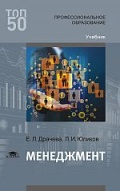 ТОП
50
ПРОФЕССИОНАЛЬНОЕ
ОБРАЗОВАНИЕ
Учебник
Е. Л. Драчева, Л. И. Юликов
МЕНЕДЖМЕНТ